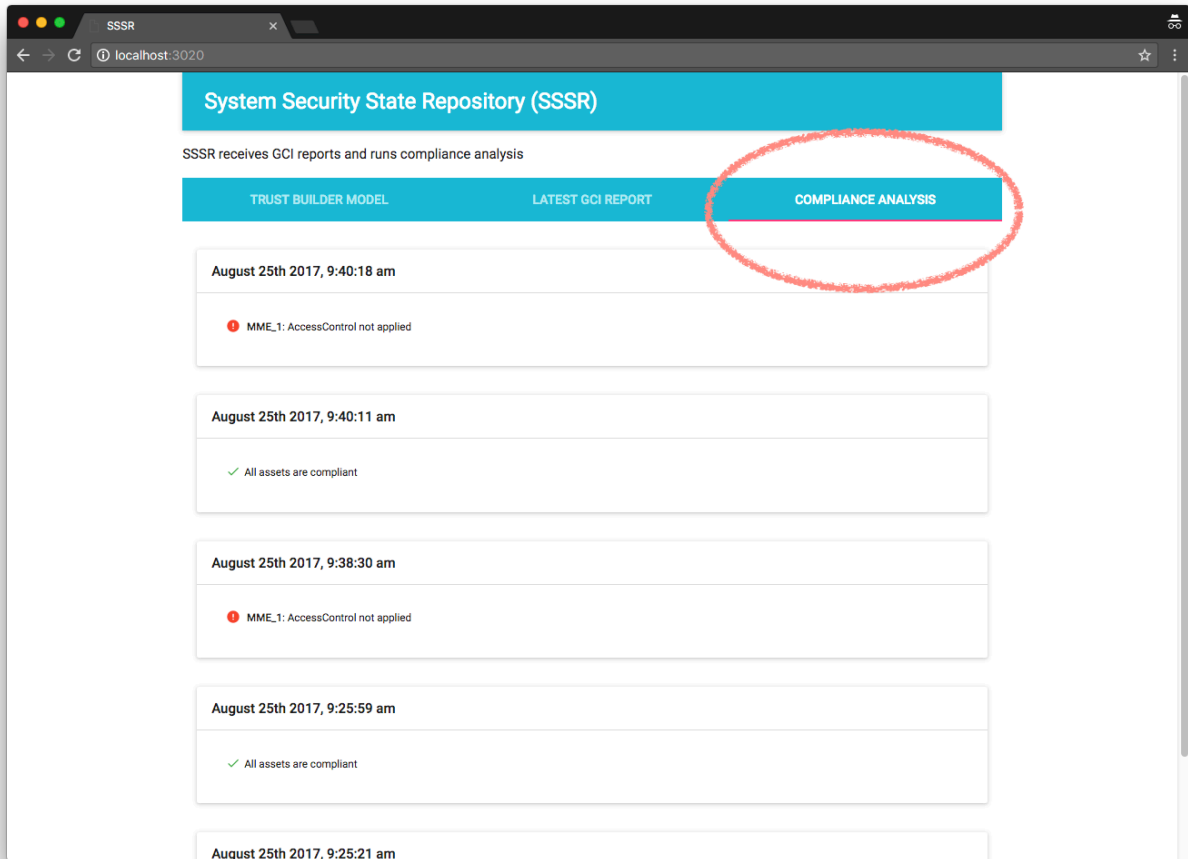 SSSR
localhost:3020
System Security State Repository (SSSR)
SSSR receives GCI reports and runs compliance analysis
TRUST BUILDER MODEL LATEST GCI REPORT COMPLIANCE ANALYSIS
August 25th 2017, 9:40:18 am
MME_1: AccessControl not applied
August 25th 2017, 9:40:11 am
All assets are compliant
August 25th 2017, 9:38:30 am
MME_1: AccessControl not applied
August 25th 2017, 9:25:59 am
All assets are compliant
August 25th 2017, 9:25:21 am